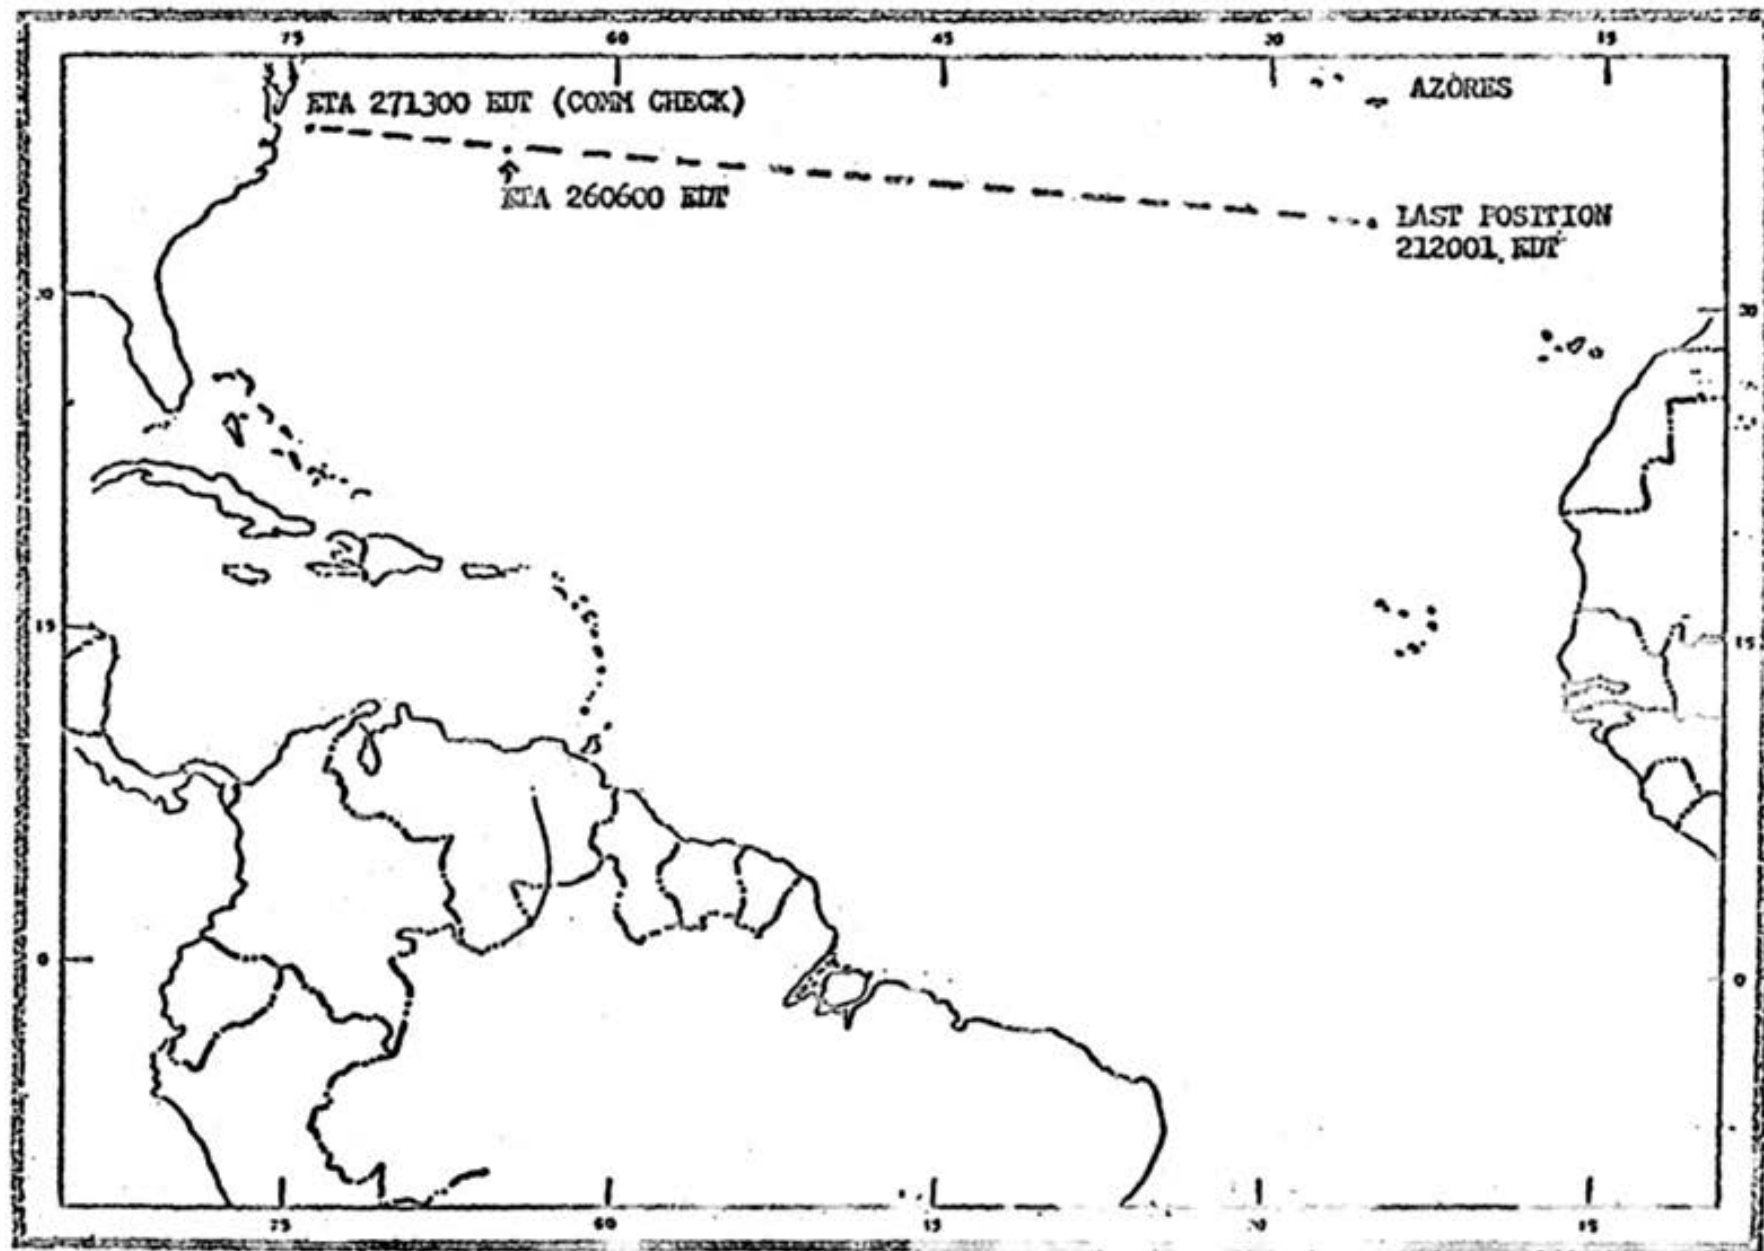 75 60 45 30 15
ETA 271300 EDT (COMM CHECK)
AZORES
ETA 260600 EDT
LAST POSITION
212001 EDT
30 30
15 15
0 0
75 60 45 30 15